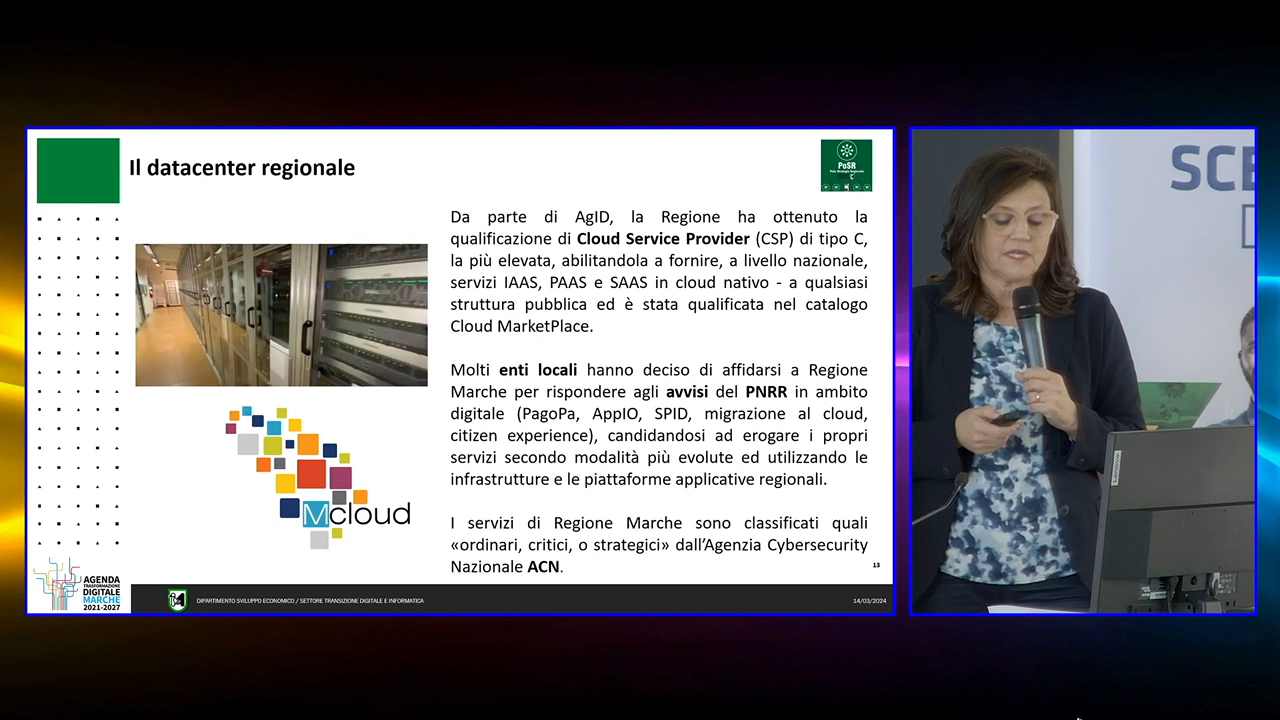 Il datacenter regionale
PoSR
Polo Strategico Regionale
Da parte di AgID, la Regione ha ottenuto la
qualificazione di Cloud Service Provider (CSP) di tipo C,
la più elevata, abilitandola a fornire, a livello nazionale,
servizi IAAS, PAAS e SAAS in cloud nativo - a qualsiasi
struttura pubblica ed è stata qualificata nel catalogo
Cloud MarketPlace.
Molti enti locali hanno deciso di affidarsi a Regione
Marche per rispondere agli avvisi del PNRR in ambito
digitale (PagoPa, AppIO, SPID, migrazione al cloud,
citizen experience), candidandosi ad erogare i propri
servizi secondo modalità più evolute ed utilizzando le
infrastrutture e le piattaforme applicative regionali.
I servizi di Regione Marche sono classificati quali
«ordinari, critici, o strategici» dall'Agenzia Cybersecurity
Nazionale ACN.
Mcloud
13
AGENDA
TRASFORMAZIONE
DIGITALE
MARCHE
2021-2027
DIPARTIMENTO SVILUPPO ECONOMICO / SETTORE TRANSIZIONE DIGITALE E INFORMATICA
14/03/2024
SCE